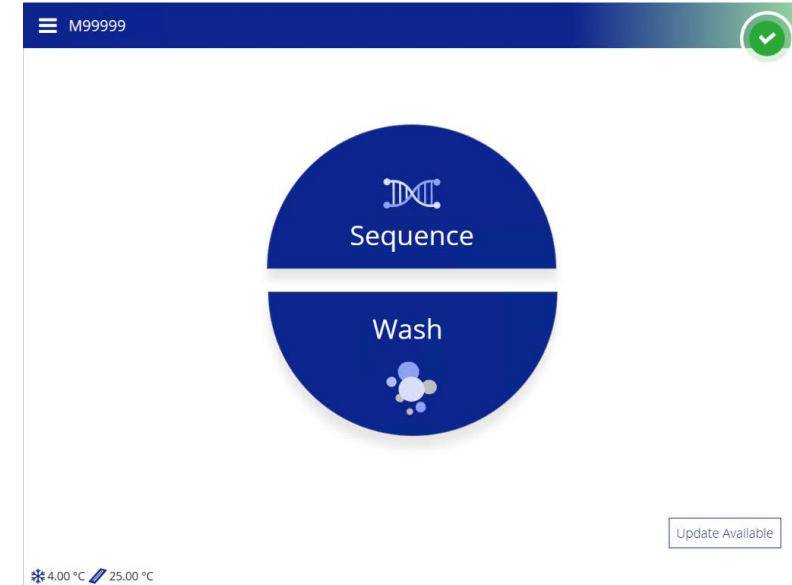 M99999
Sequence
Wash
Update Available
4.00 °C 25.00 °C